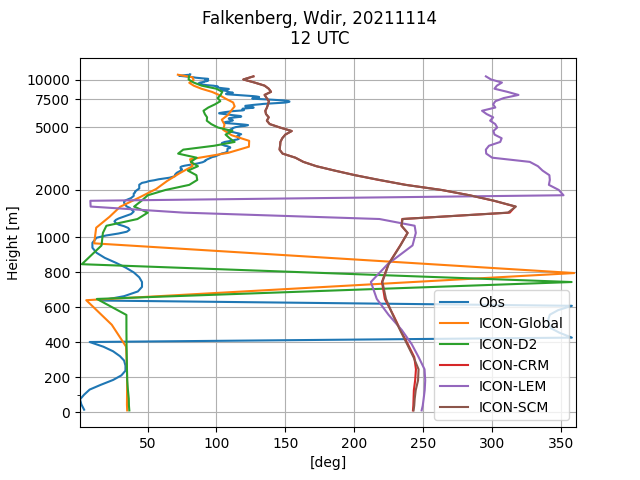 Falkenberg, Wdir, 20211114
12 UTC
Height [m]
10000
7500
5000
2000
1000
800
600
400
200
0
Obs
ICON-Global
ICON-D2
ICON-CRM
ICON-LEM
ICON-SCM
50 100 150 200 250 300 350
[deg]